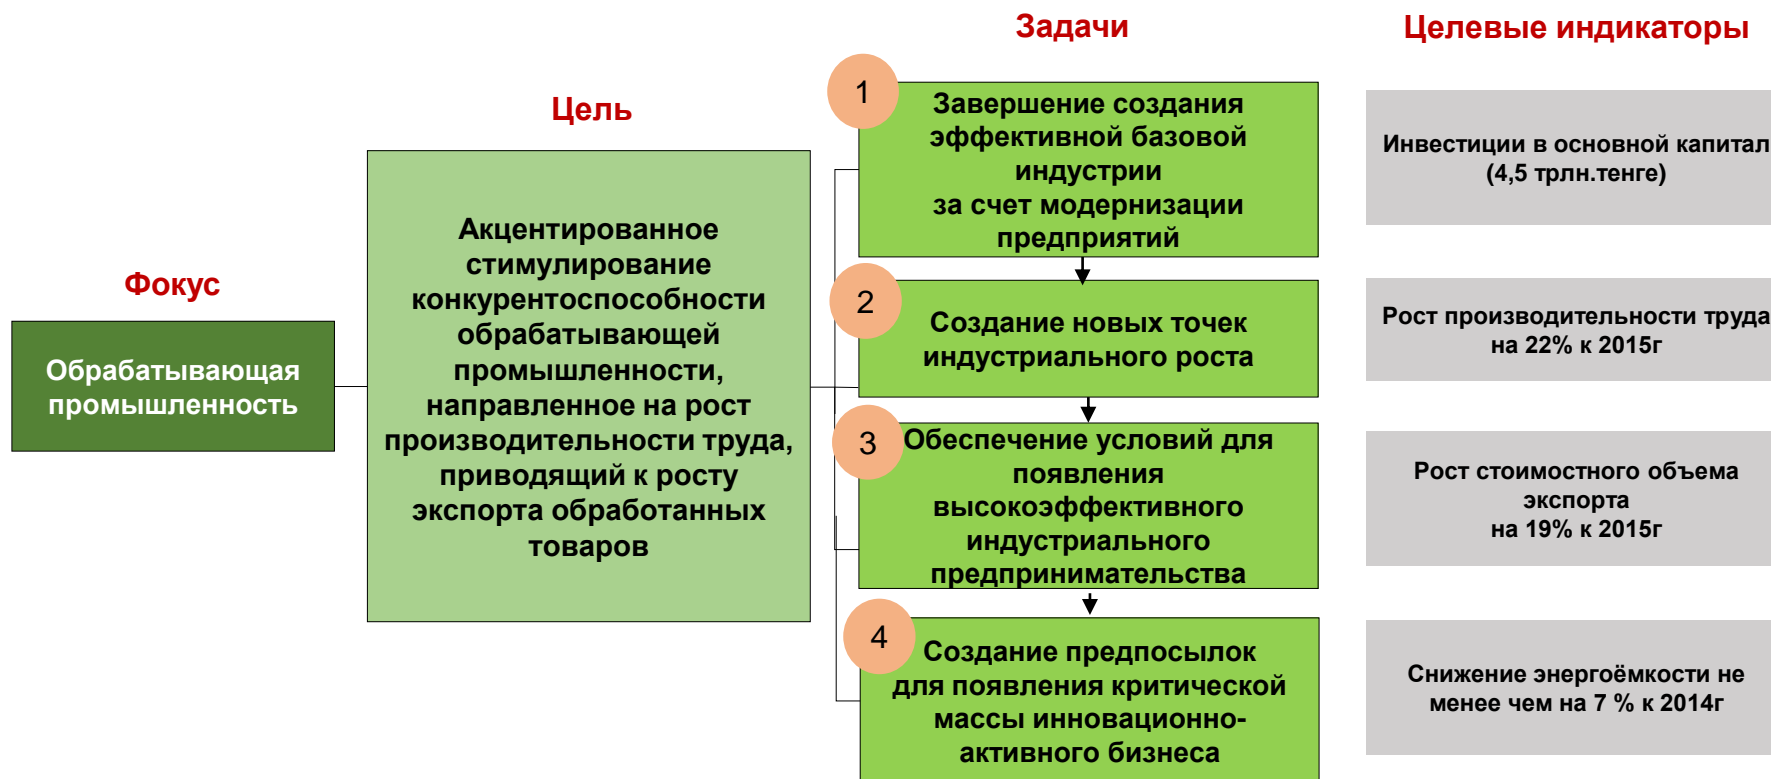 Фокус
Обрабатывающая
промышленность
Цель
Акцентированное
стимулирование
конкурентоспособности
обрабатывающей
промышленности,
направленное на рост
производительности труда,
приводящий к росту
экспорта обработанных
товаров
Задачи
1
Завершение создания
эффективной базовой
индустрии
за счет модернизации
предприятий
2
Создание новых точек
индустриального роста
3
Обеспечение условий для
появления
высокоэффективного
индустриального
предпринимательства
4
Создание предпосылок
для появления критической
массы инновационно-
активного бизнеса
Целевые индикаторы
Инвестиции в основной капитал
(4,5 трлн.тенге)
Рост производительности труда
на 22% к 2015г
Рост стоимостного объема
экспорта
на 19% к 2015г
Снижение энергоёмкости не
менее чем на 7 % к 2014г